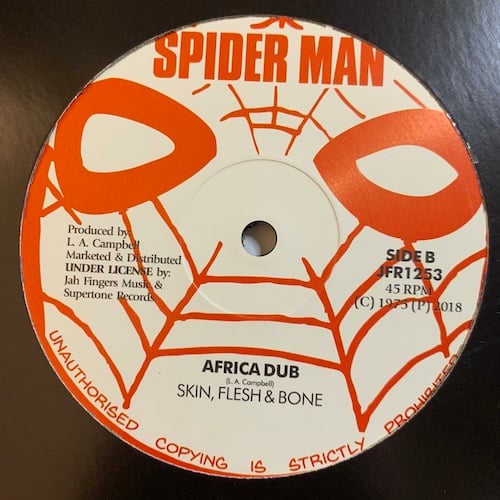 SPIDER MAN
Produced by:
L. A. Campbell
Marketed & Distributed
UNDER LICENSE by:
Jah Fingers Music &
Supertone Records
SIDE B
JFR1253
45 RPM
(C) 1975 (P) 2018
AFRICA DUB
(L. A. Campbell)
SKIN, FLESH & BONE
UNAUTHORISED COPYING IS STRICTLY PROHIBITED